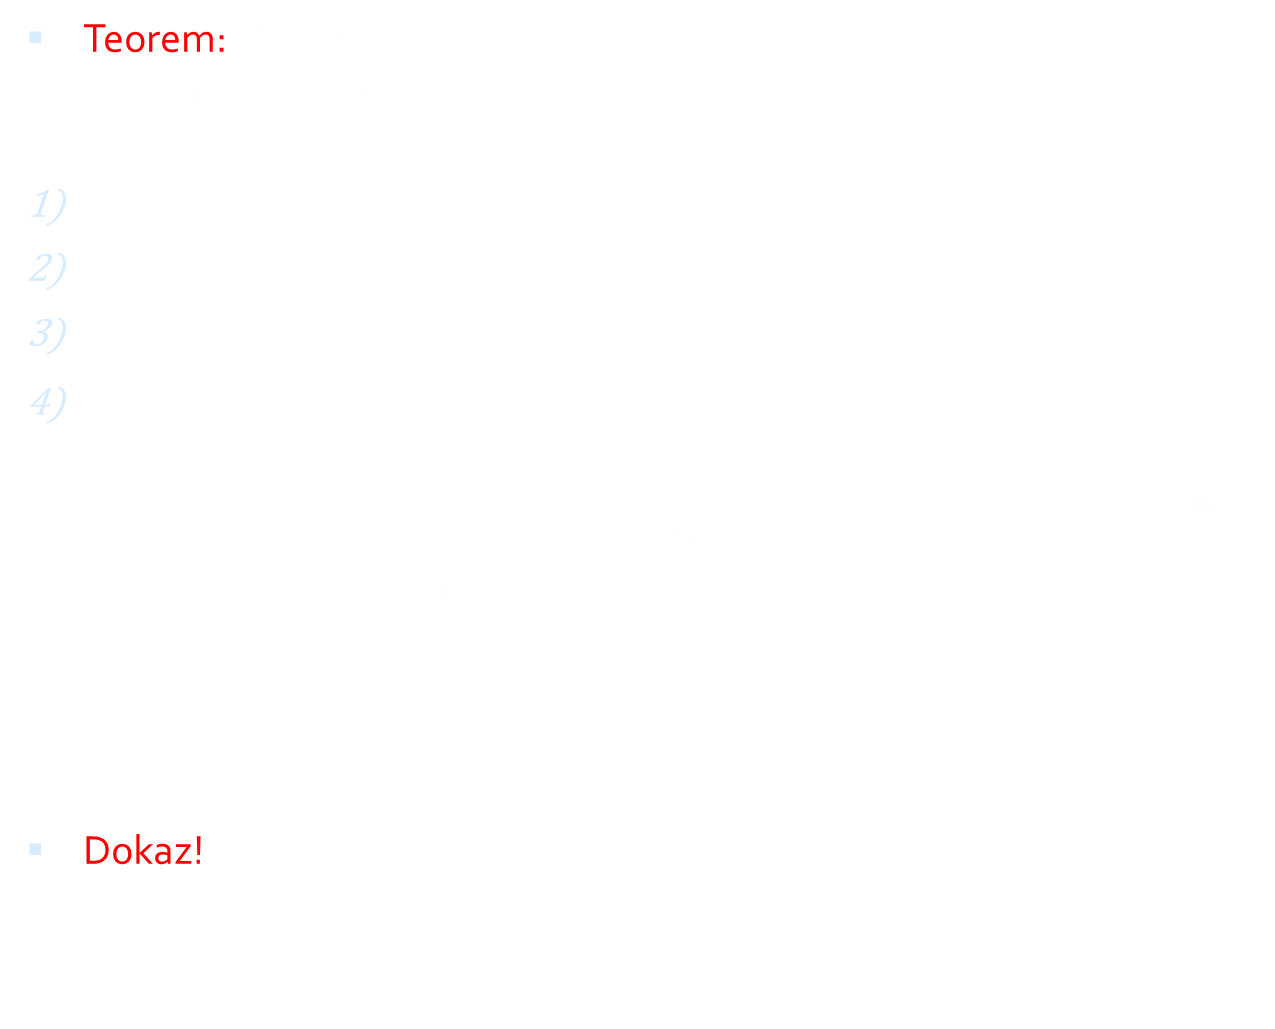 ▪ Teorem:
1)
2)
3)
4)
▪ Dokaz!